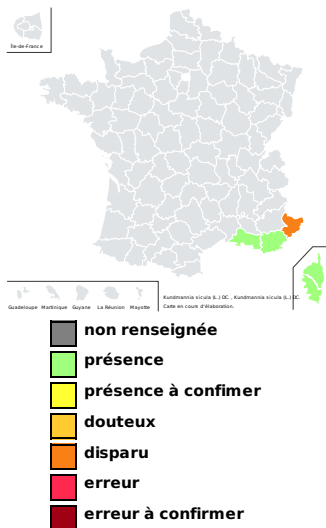 Île-de-France
Guadeloupe Martinique Guyane La Réunion Mayotte
Kundmannia sicula (L.) DC. , Kundmannia sicula (L.) DC.
Carte en cours d'élaboration.
non renseignée
présence
présence à confimer
douteux
disparu
erreur
erreur à confirmer